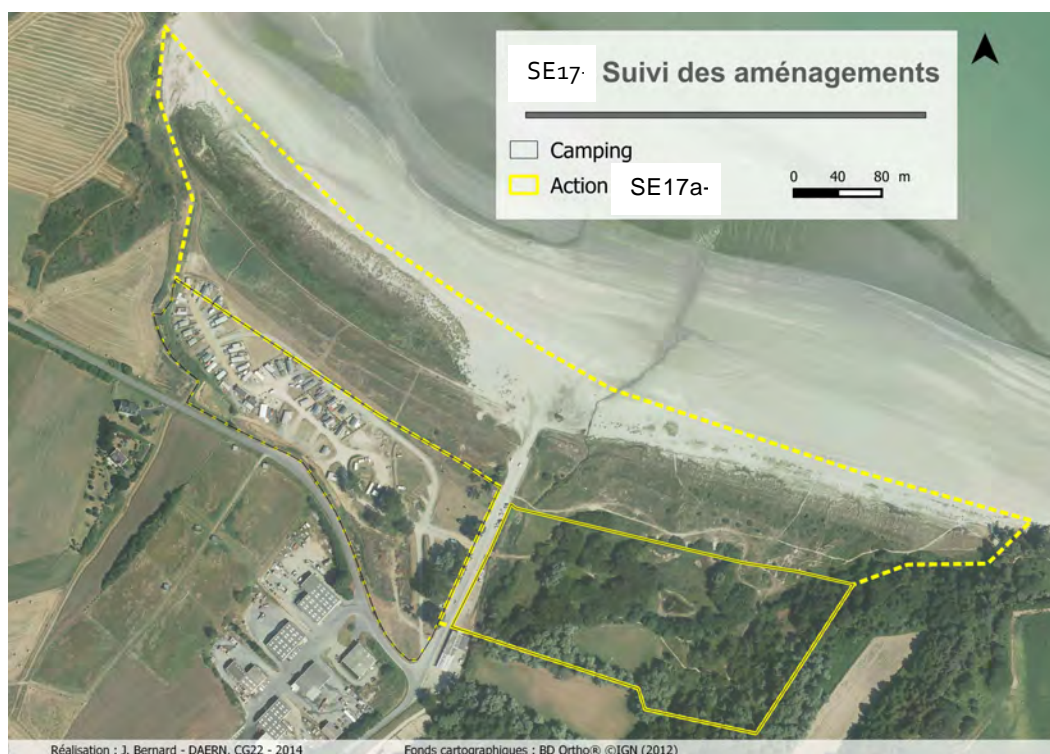 SE17- Suivi des aménagements
Camping
Action SE17a-
0 40 80 m
Réalisation : J. Bernard - DAERN, CG22 - 2014
Fonds cartographiques : BD Ortho® ©IGN (2012)